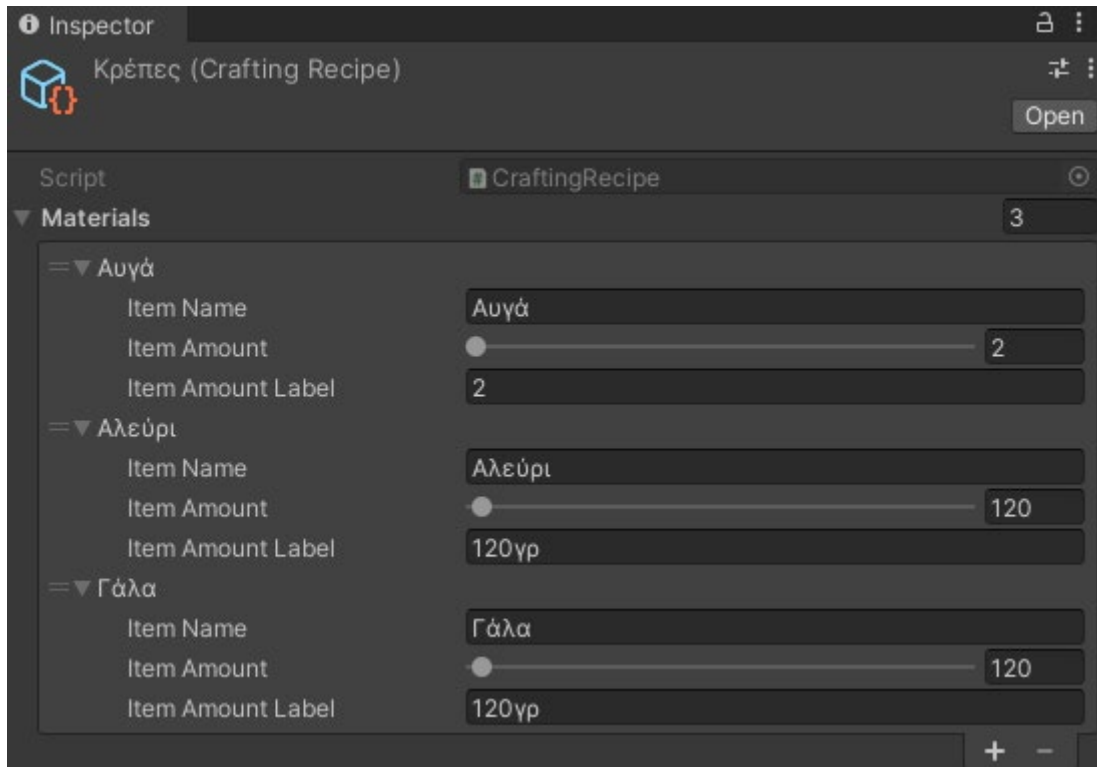 Inspector
Κρέπες (Crafting Recipe)
Open
Script CraftingRecipe
Materials 3
Αυγά
Item Name Αυγά
Item Amount 2
Item Amount Label 2
Αλεύρι
Item Name Αλεύρι
Item Amount 120
Item Amount Label 120γρ
Γάλα
Item Name Γάλα
Item Amount 120
Item Amount Label 120γρ